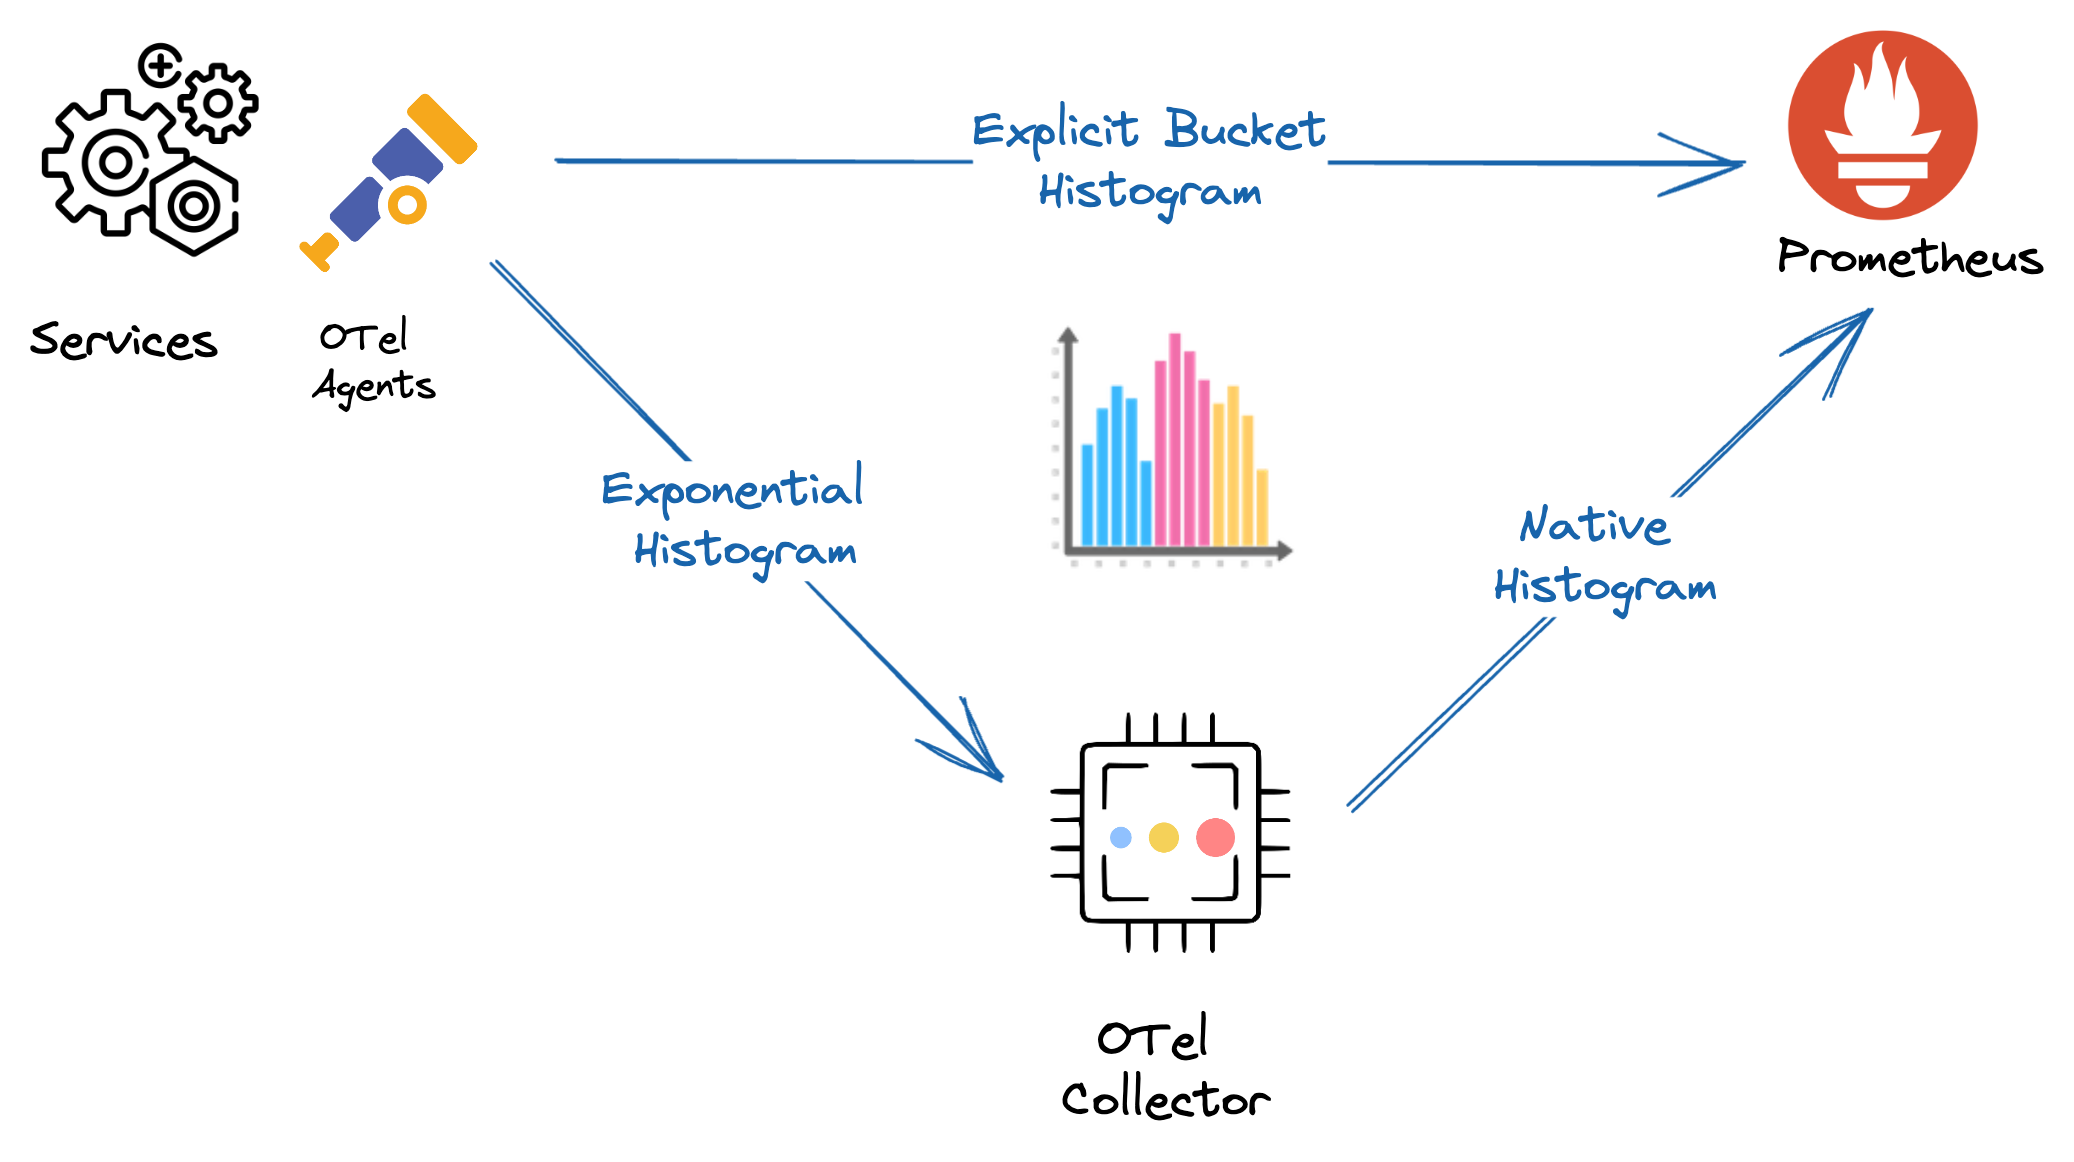 Explicit Bucket
Histogram
Prometheus
Services
OTel
Agents
Exponential
Histogram
Native
Histogram
OTel
Collector